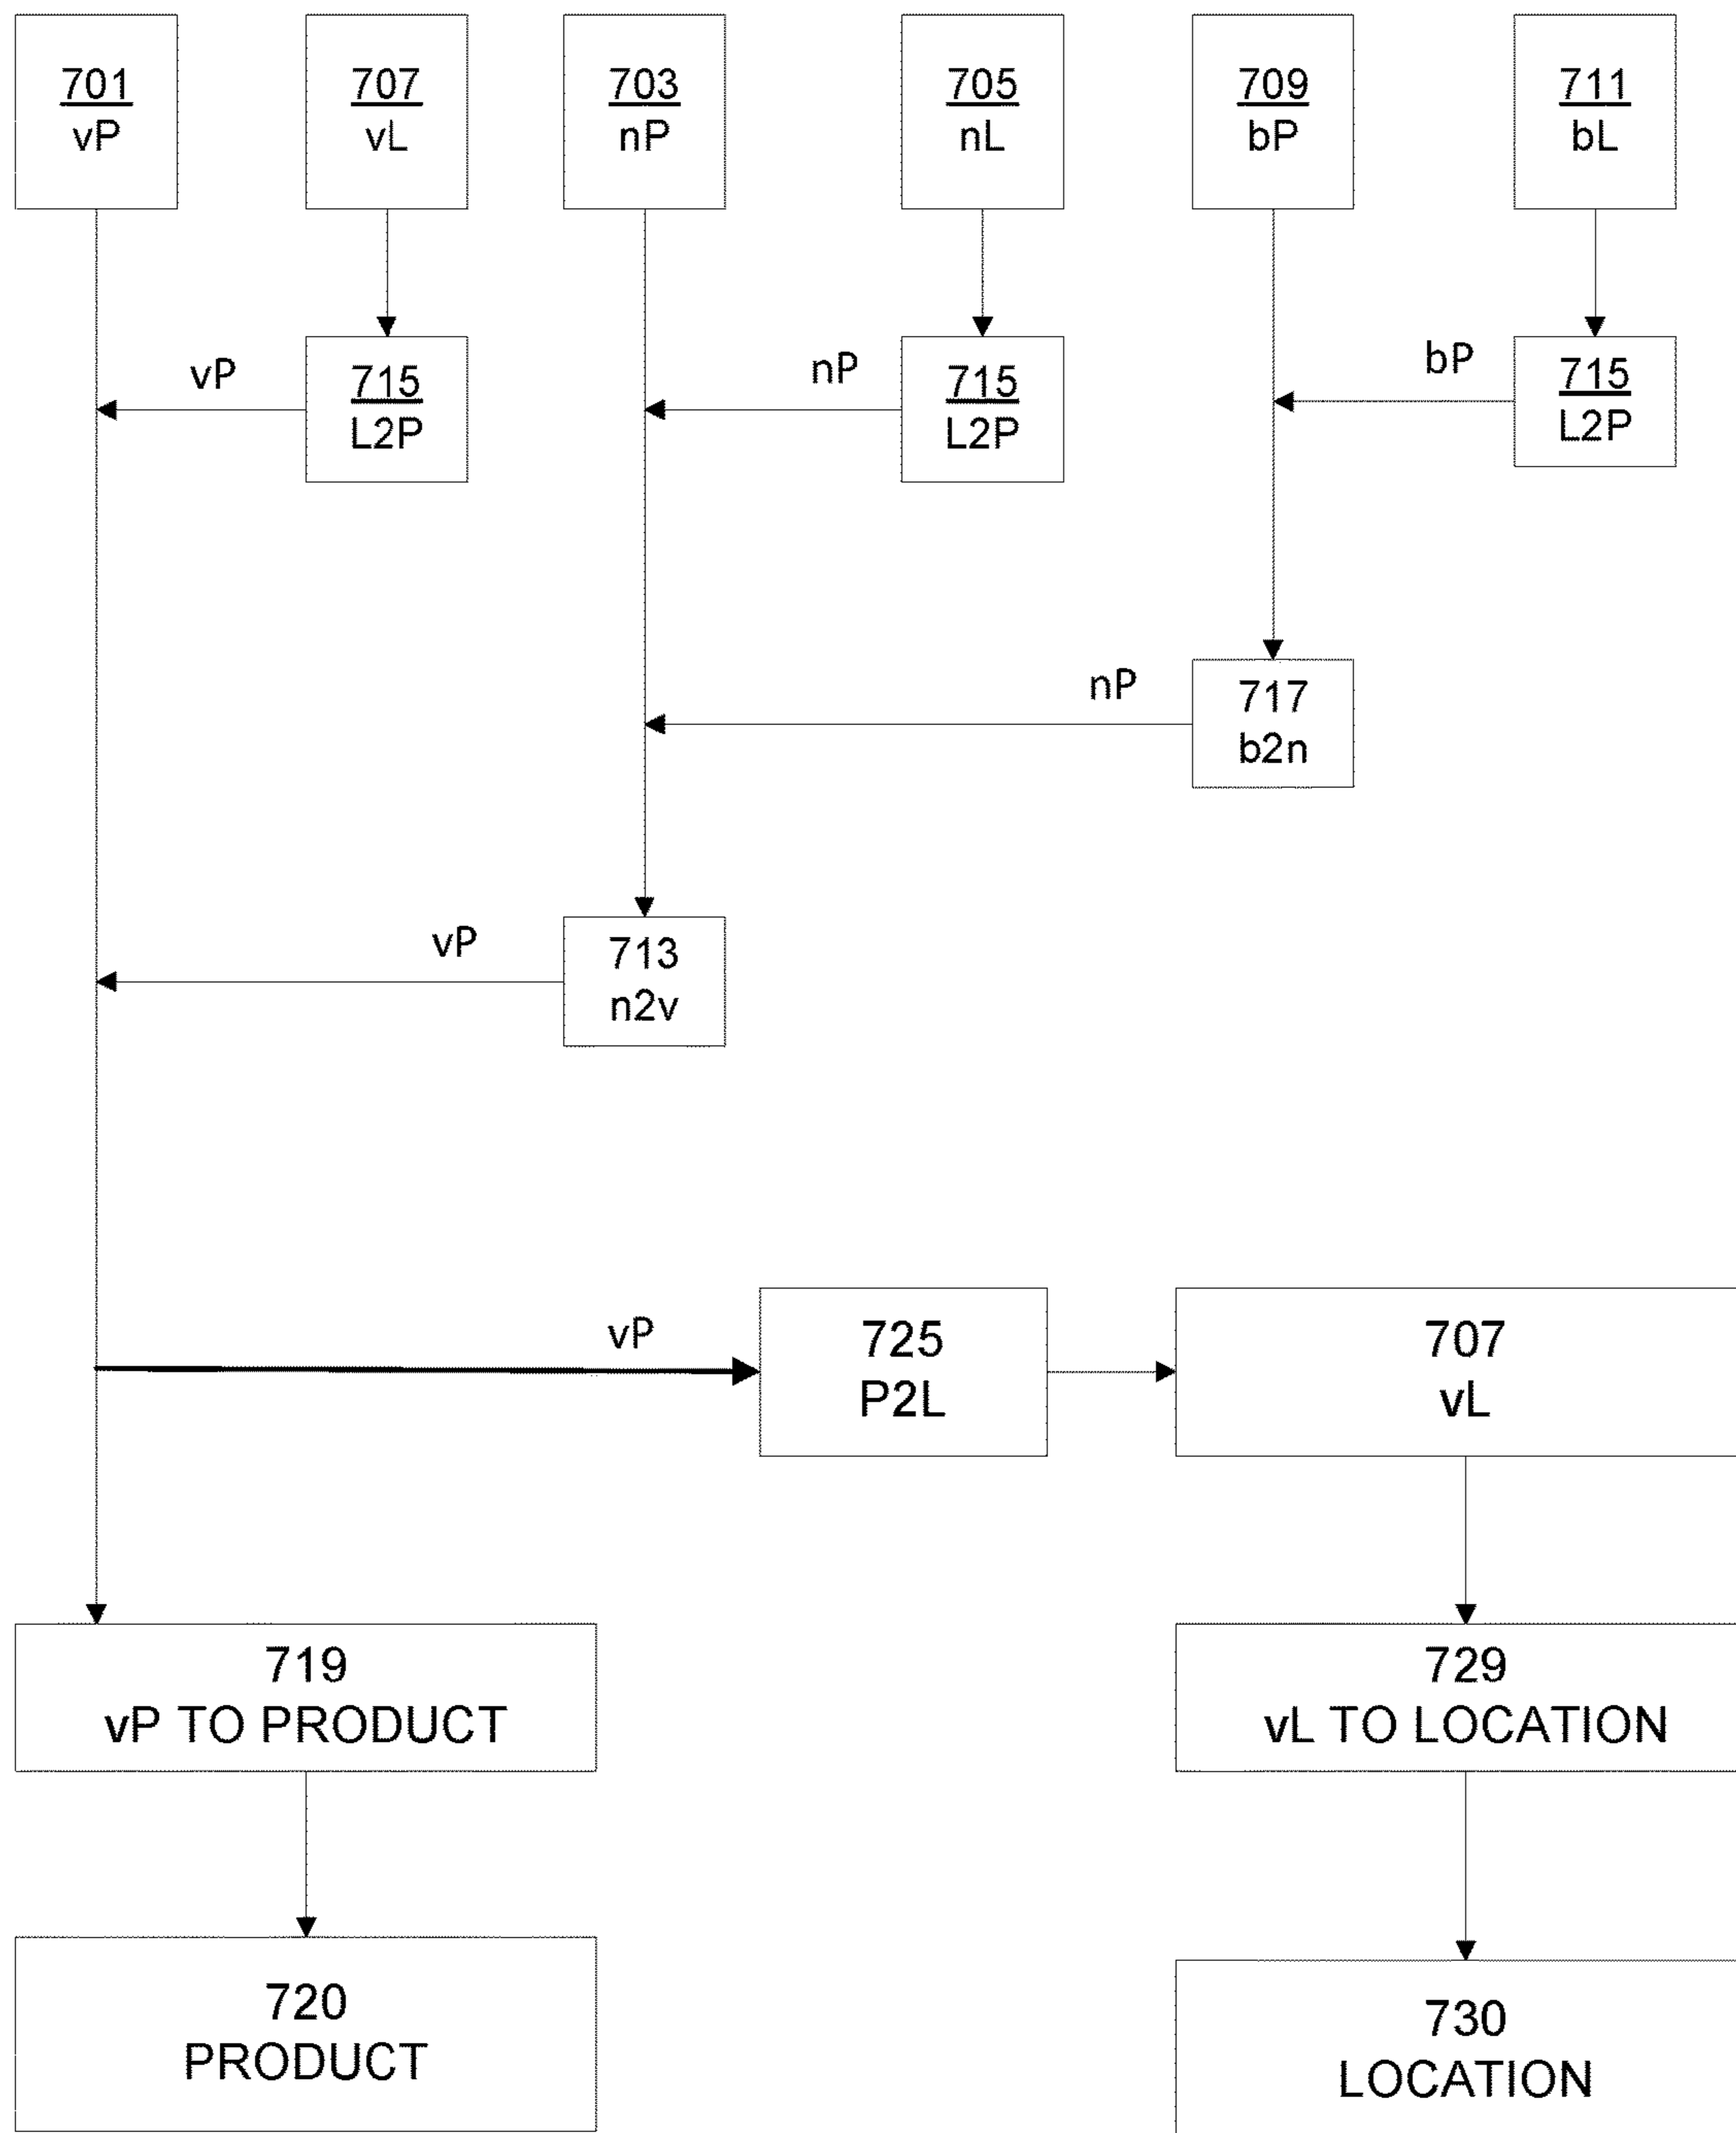 701
vP
707
vL
703
nP
705
nL
709
bP
711
bL
vP
715
L2P
nP
715
L2P
bP
715
L2P
nP
717
b2n
vP
713
n2v
vP
725
P2L
707
vL
719
vP TO PRODUCT
729
vL TO LOCATION
720
PRODUCT
730
LOCATION